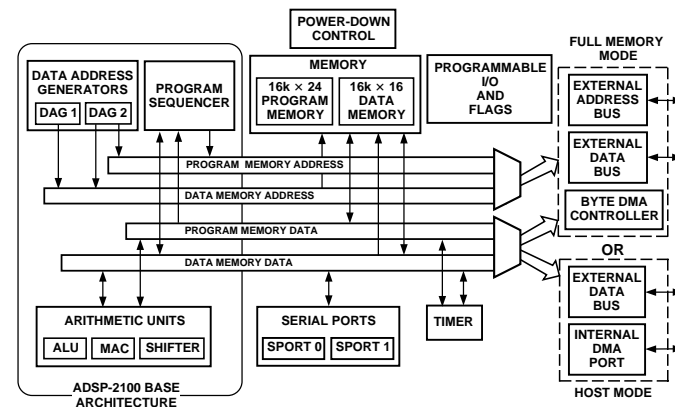 POWER-DOWN
CONTROL
FULL MEMORY
MODE
DATA ADDRESS
GENERATORS
DAG 1
DAG 2
PROGRAM
SEQUENCER
MEMORY
16k × 24
PROGRAM
MEMORY
16k × 16
DATA
MEMORY
PROGRAMMABLE
I/O
AND
FLAGS
EXTERNAL
ADDRESS
BUS
EXTERNAL
DATA
BUS
BYTE DMA
CONTROLLER
PROGRAM MEMORY ADDRESS
DATA MEMORY ADDRESS
PROGRAM MEMORY DATA
DATA MEMORY DATA
OR
EXTERNAL
DATA
BUS
INTERNAL
DMA
PORT
HOST MODE
ARITHMETIC UNITS
ALU
MAC
SHIFTER
SERIAL PORTS
SPORT 0
SPORT 1
TIMER
ADSP-2100 BASE
ARCHITECTURE